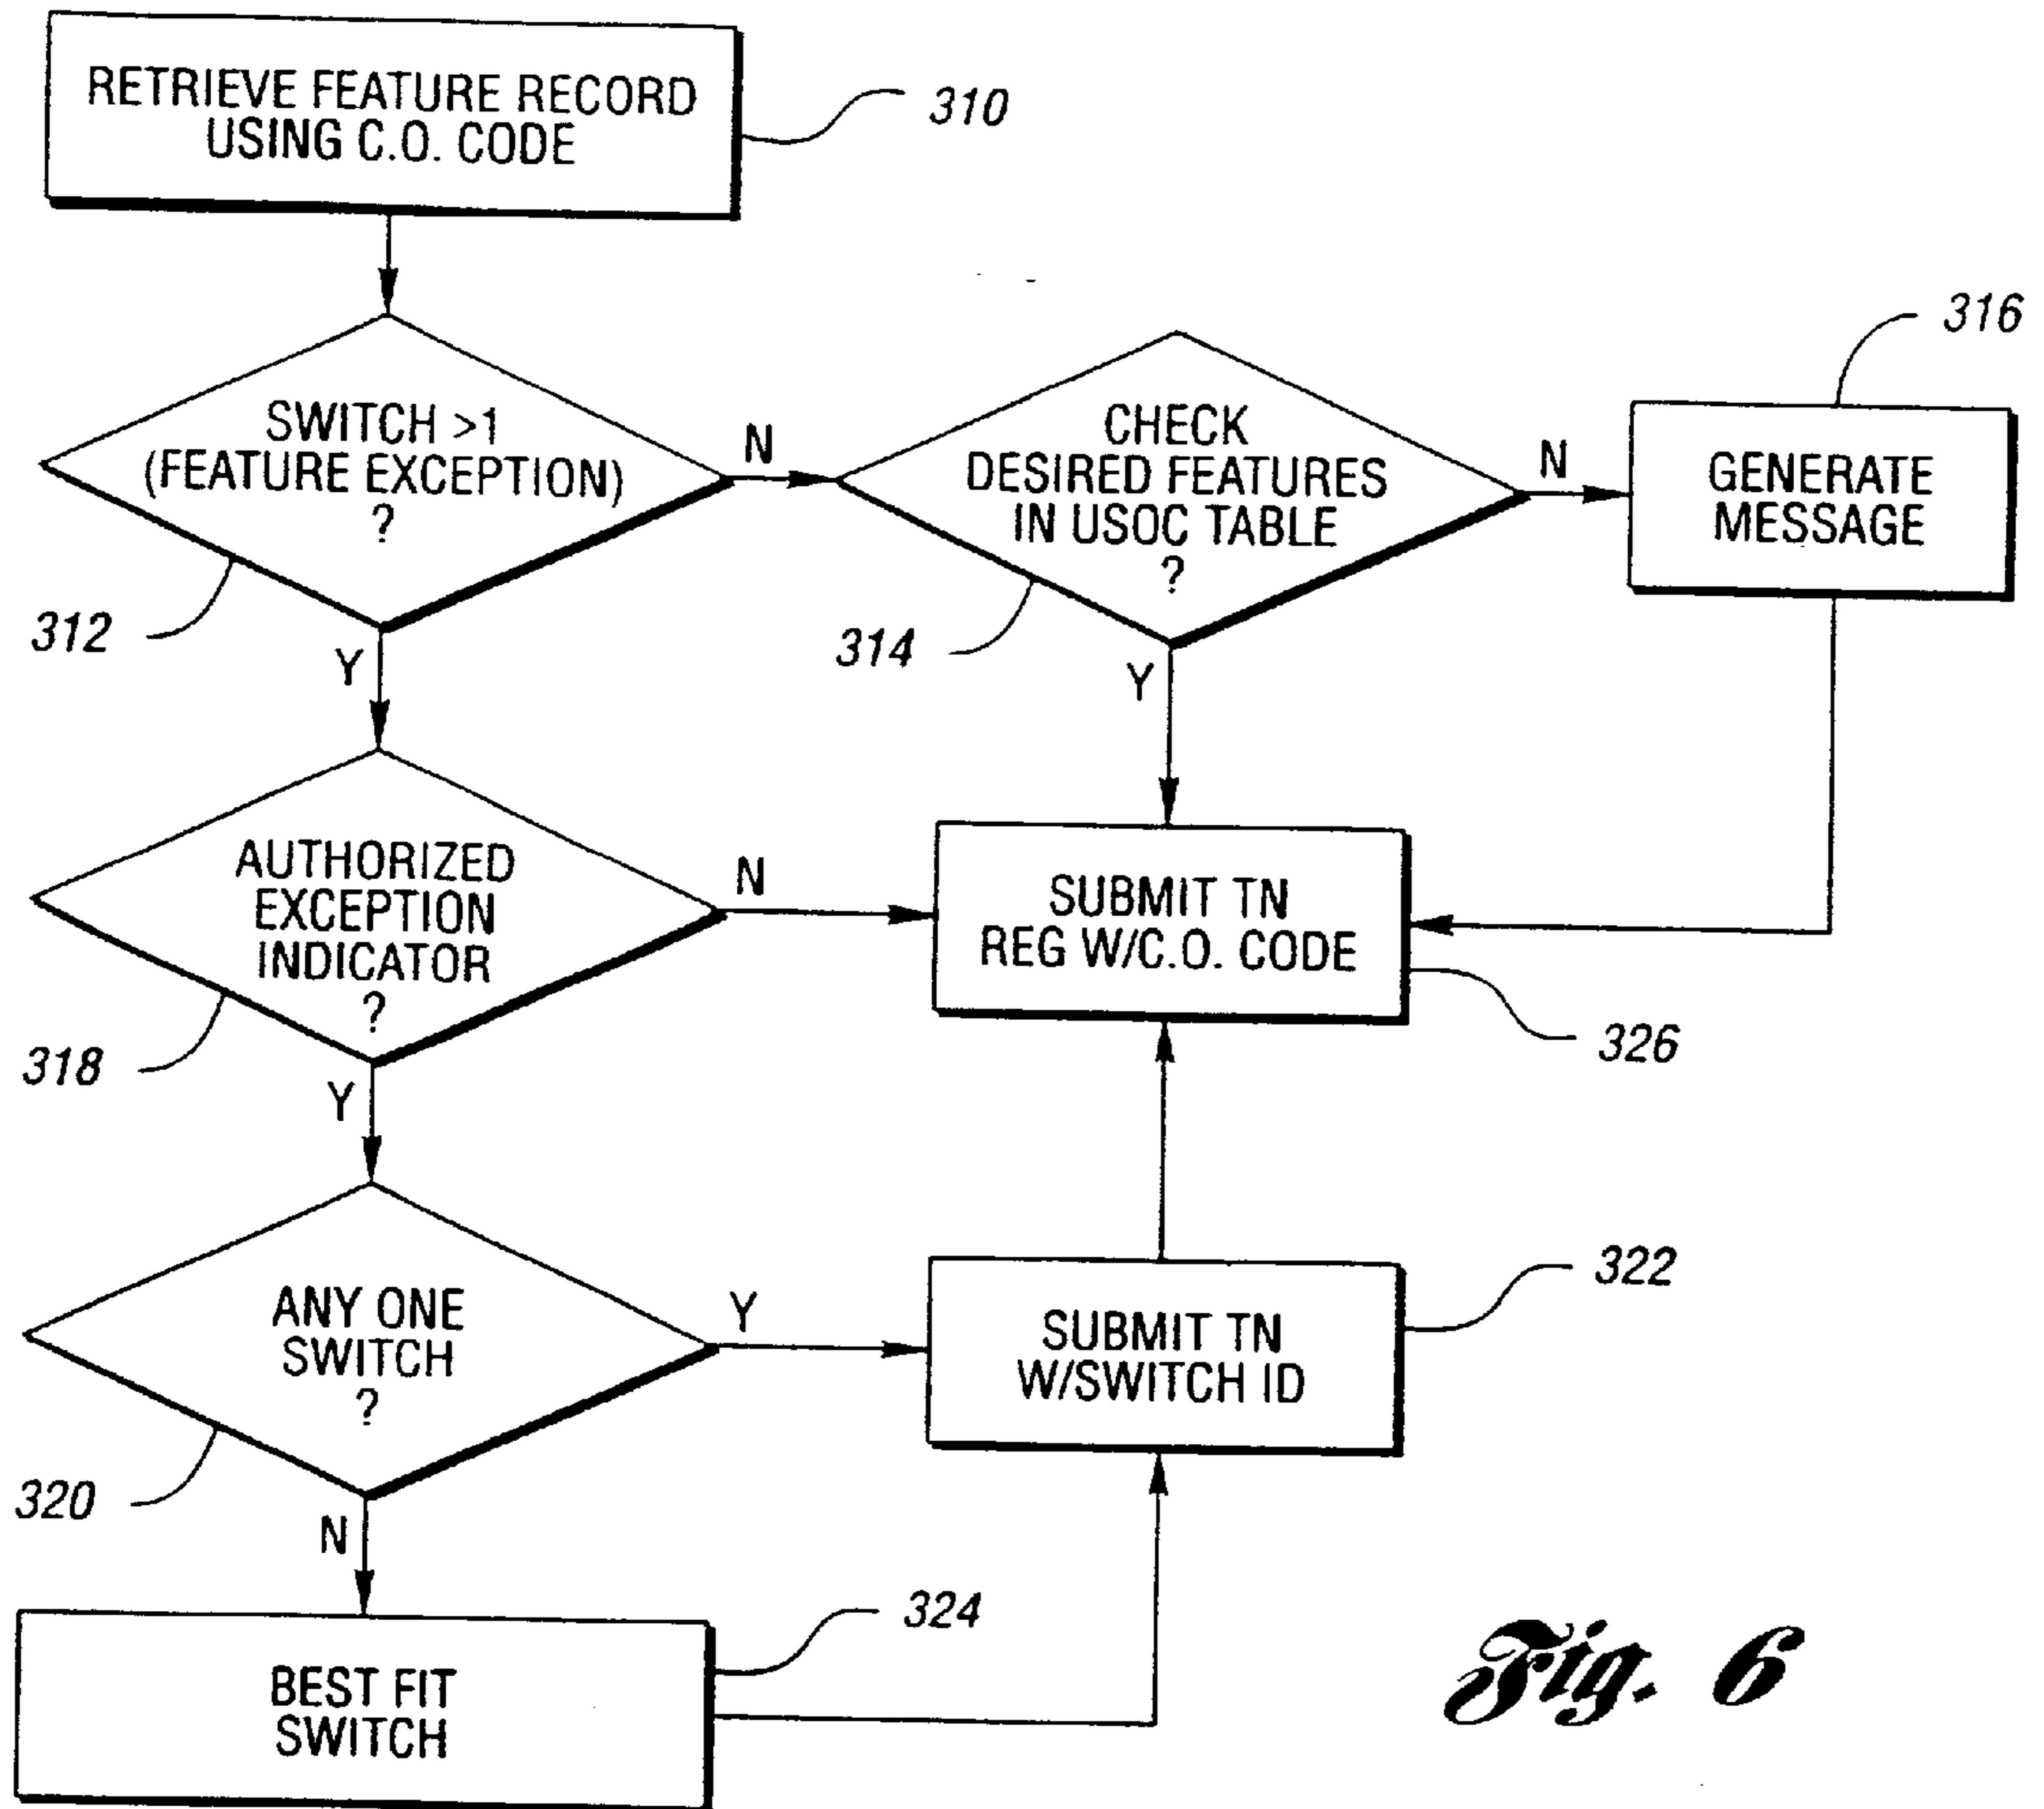 RETRIEVE FEATURE RECORD
USING C.O. CODE
310
SWITCH >1
(FEATURE EXCEPTION)
?
N
312
Y
CHECK
DESIRED FEATURES
IN USOC TABLE
?
N
314
Y
316
GENERATE
MESSAGE
AUTHORIZED
EXCEPTION
INDICATOR
?
N
318
Y
SUBMIT TN
REG W/C.O. CODE
326
ANY ONE
SWITCH
?
Y
320
N
SUBMIT TN
W/SWITCH ID
322
BEST FIT
SWITCH
324
Fig. 6